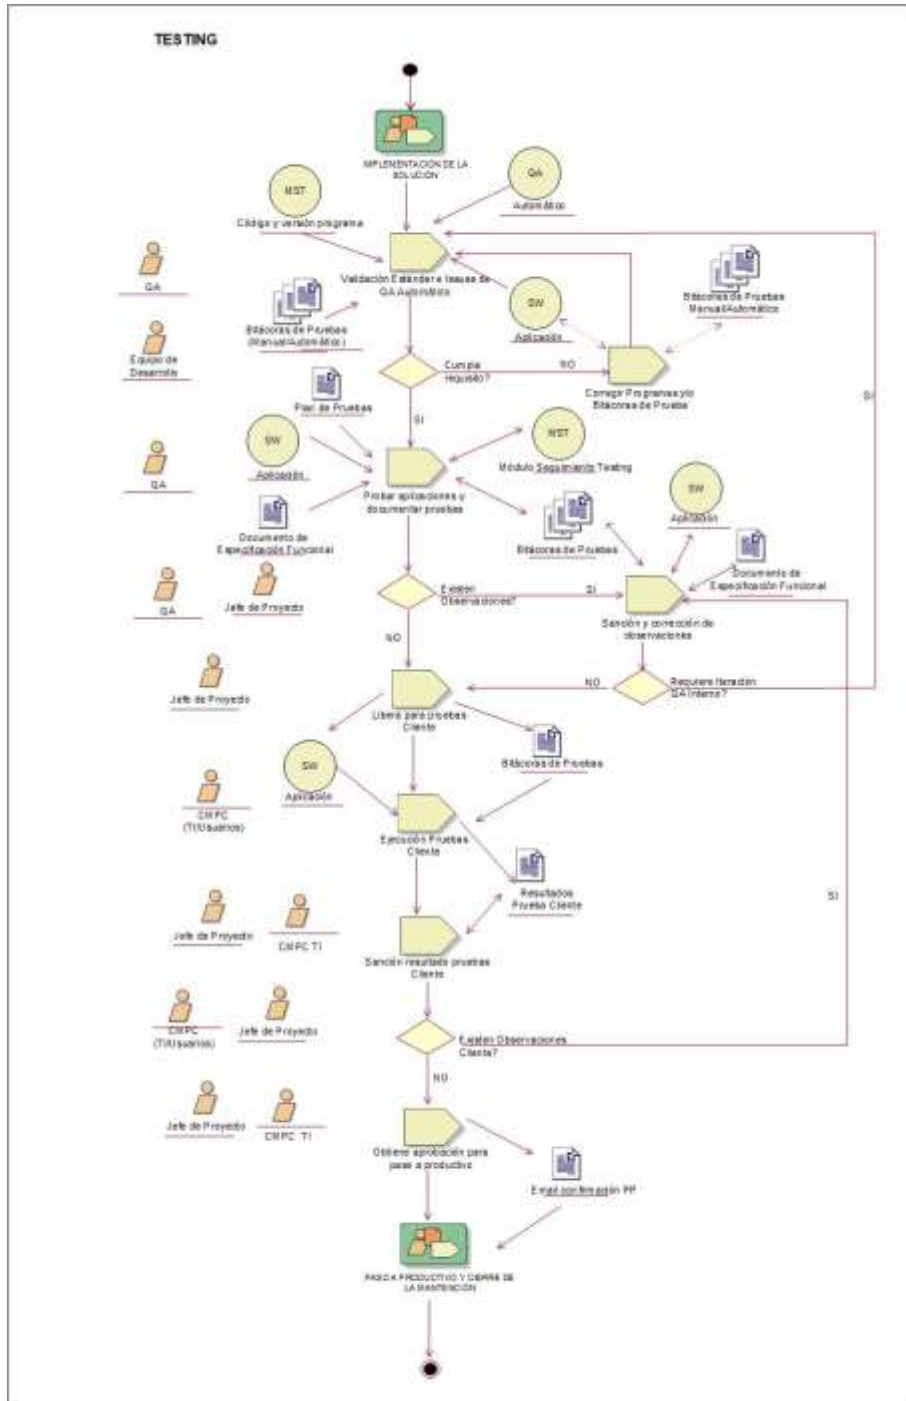 TESTING
IMPLEMENTACIÓN DE LA
SOLUCIÓN
MST
Código y versión programa
QA
Automático
QA
Validación Estándar e Issues de
QA Automático
Bitácoras de Pruebas
(Manual/Automático)
SW
Aplicación
Bitácoras de Pruebas
Manual/Automático
Equipo de
Desarrollo
Cumple
requisito?
NO
Corregir Programas y/o
Bitácoras de Prueba
SI
SI
Plan de Pruebas
SW
Aplicación
MST
Módulo Seguimiento Testing
QA
Probar aplicaciones y
documentar pruebas
SW
Aplicación
Documento de
Especificación Funcional
Bitácoras de Pruebas
Documento de
Especificación Funcional
QA
Jefe de Proyecto
Existen
Observaciones?
SI
Sanción y corrección de
observaciones
NO
Jefe de Proyecto
Libera para pruebas
Cliente
NO
Requiere Iteración
QA Interno?
SW
Aplicación
Bitácoras de Pruebas
CMPC
(TI/Usuarios)
Ejecución Pruebas
Cliente
Resultados
Prueba Cliente
SI
Jefe de Proyecto
CMPC TI
Sanción resultado pruebas
Cliente
CMPC
(TI/Usuarios)
Jefe de Proyecto
Existen Observaciones
Cliente?
NO
Jefe de Proyecto
CMPC TI
Obtiene aprobación para
pase a productivo
Email confirmación PP
PASO A PRODUCTIVO Y CIERRE DE
LA MANTENCIÓN